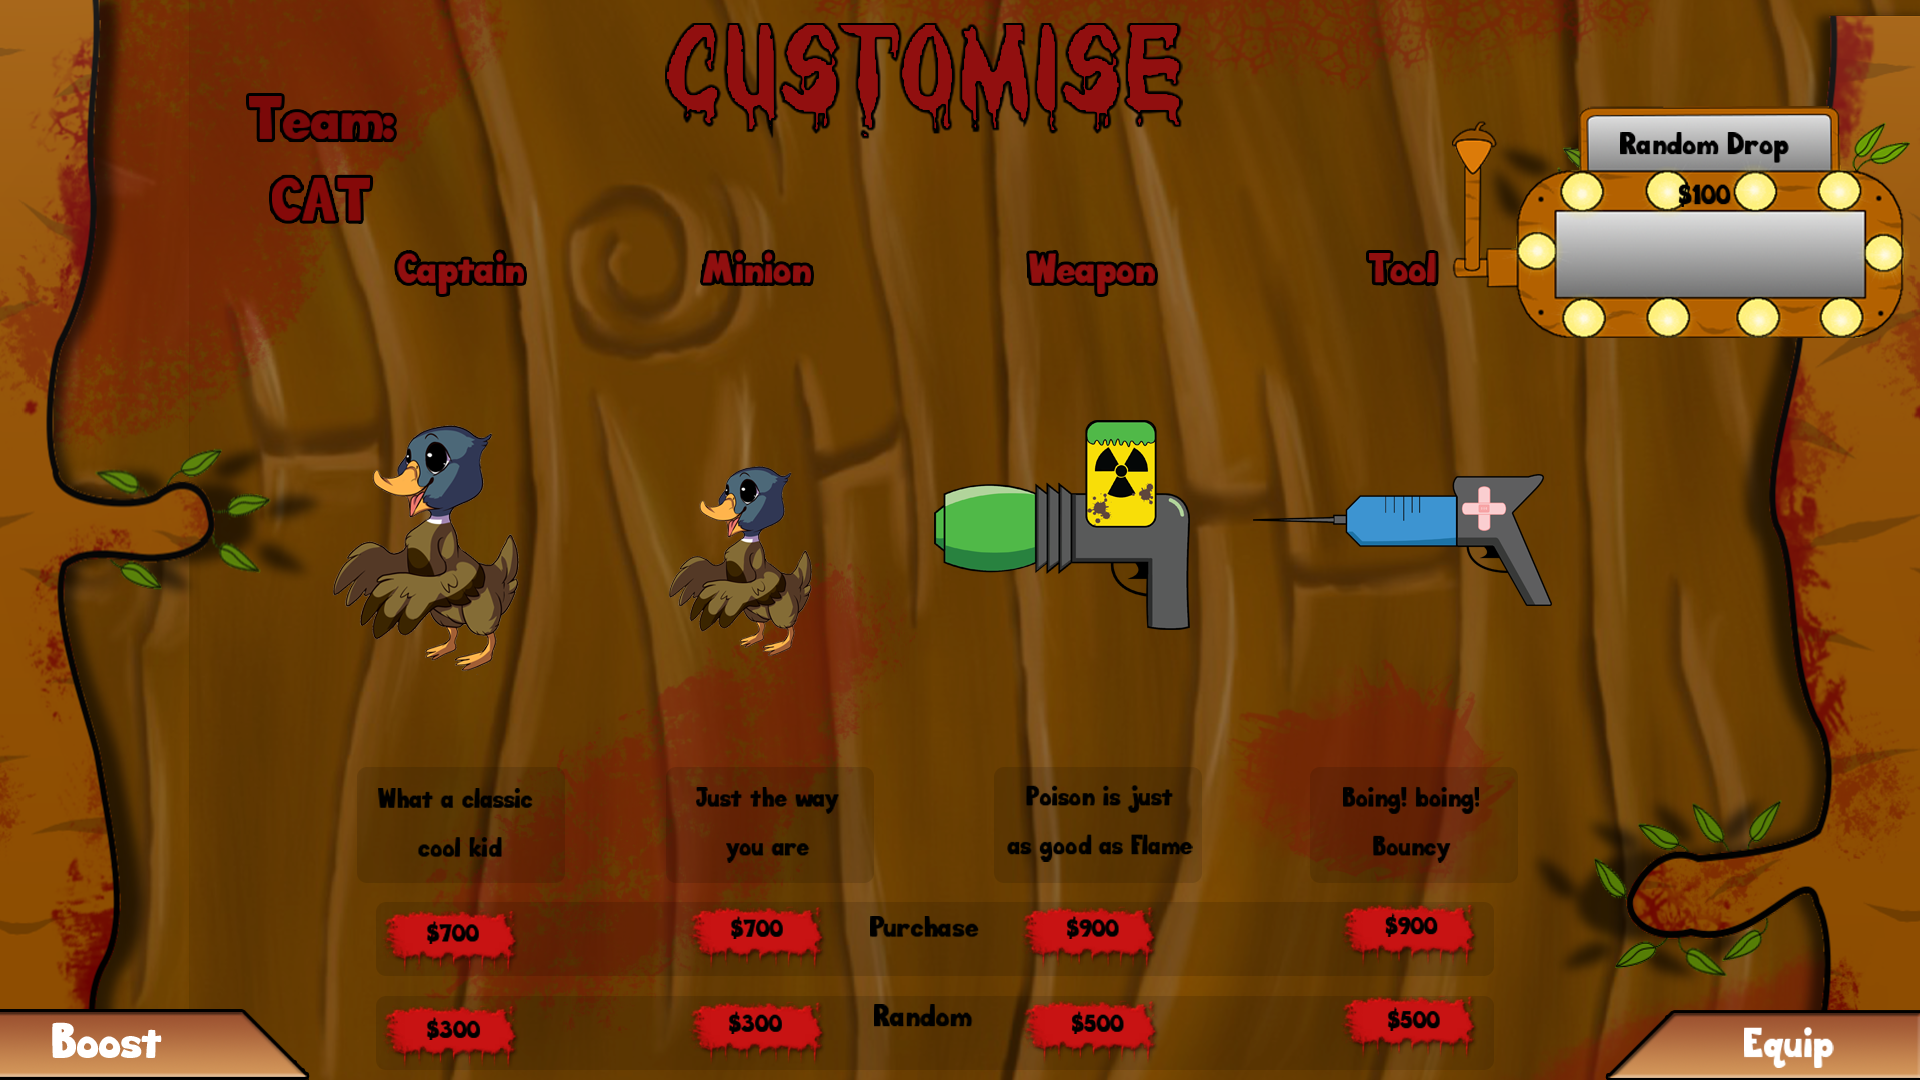 CUSTOMISE
Team:
CAT
Random Drop
$100
Captain
Minion
Weapon
Tool
What a classic
cool kid
Just the way
you are
Poison is just
as good as Flame
Boing! boing!
Bouncy
$700
$700
Purchase
$900
$900
$300
$300
Random
$500
$500
Boost
Equip